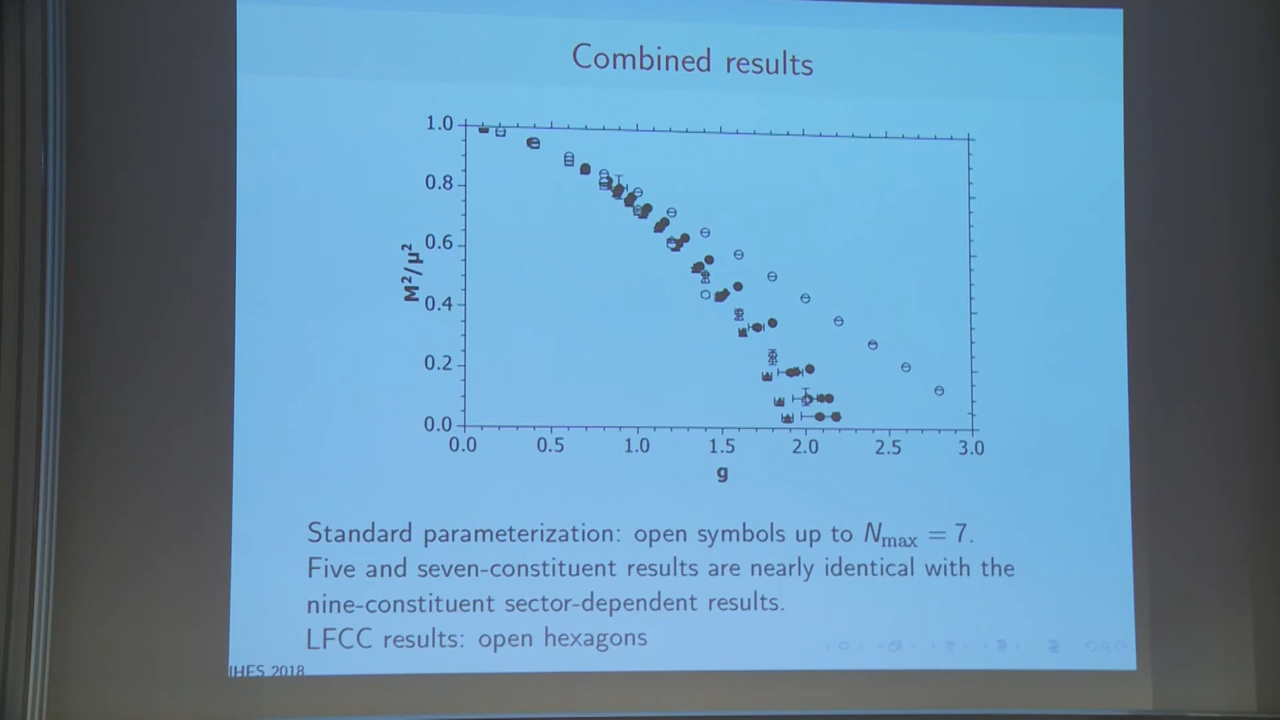 Combined results
1.0
0.8
0.6
0.4
0.2
0.0
M²/μ²
0.0 0.5 1.0 1.5 2.0 2.5 3.0
g
Standard parameterization: open symbols up to Nmax = 7.
Five and seven-constituent results are nearly identical with the
nine-constituent sector-dependent results.
LFCC results: open hexagons
IHES 2018